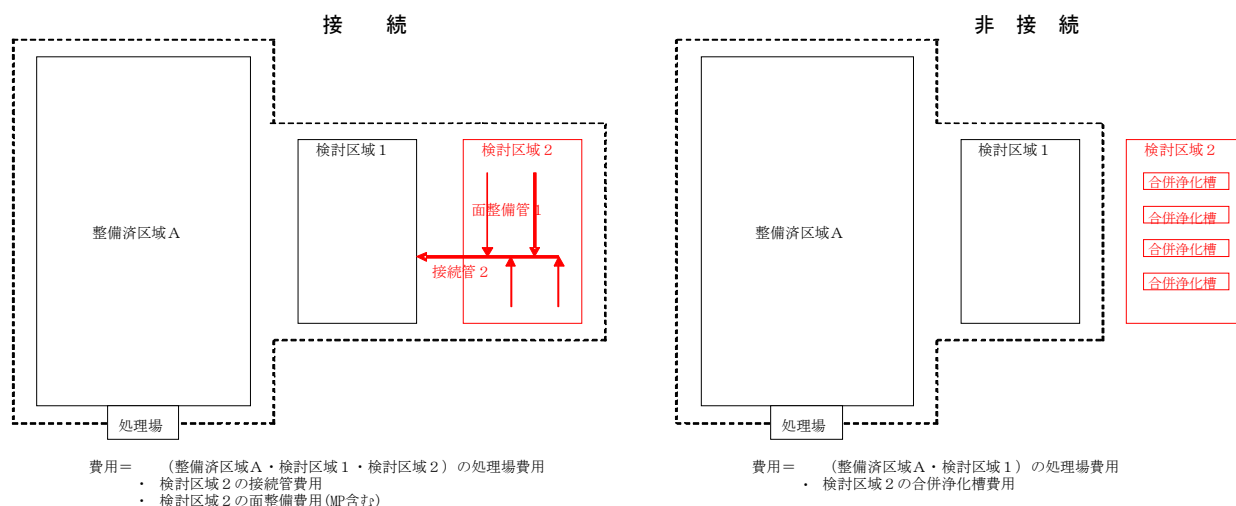 接　続
整備済区域A
検討区域1
検討区域2
面整備管1
接続管2
処理場
費用＝　（整備済区域A・検討区域1・検討区域2）の処理場費用
・ 検討区域2の接続管費用
・ 検討区域2の面整備費用(MP含む)
非　接　続
整備済区域A
検討区域1
検討区域2
合併浄化槽
合併浄化槽
合併浄化槽
合併浄化槽
処理場
費用＝　（整備済区域A・検討区域1）の処理場費用
・ 検討区域2の合併浄化槽費用